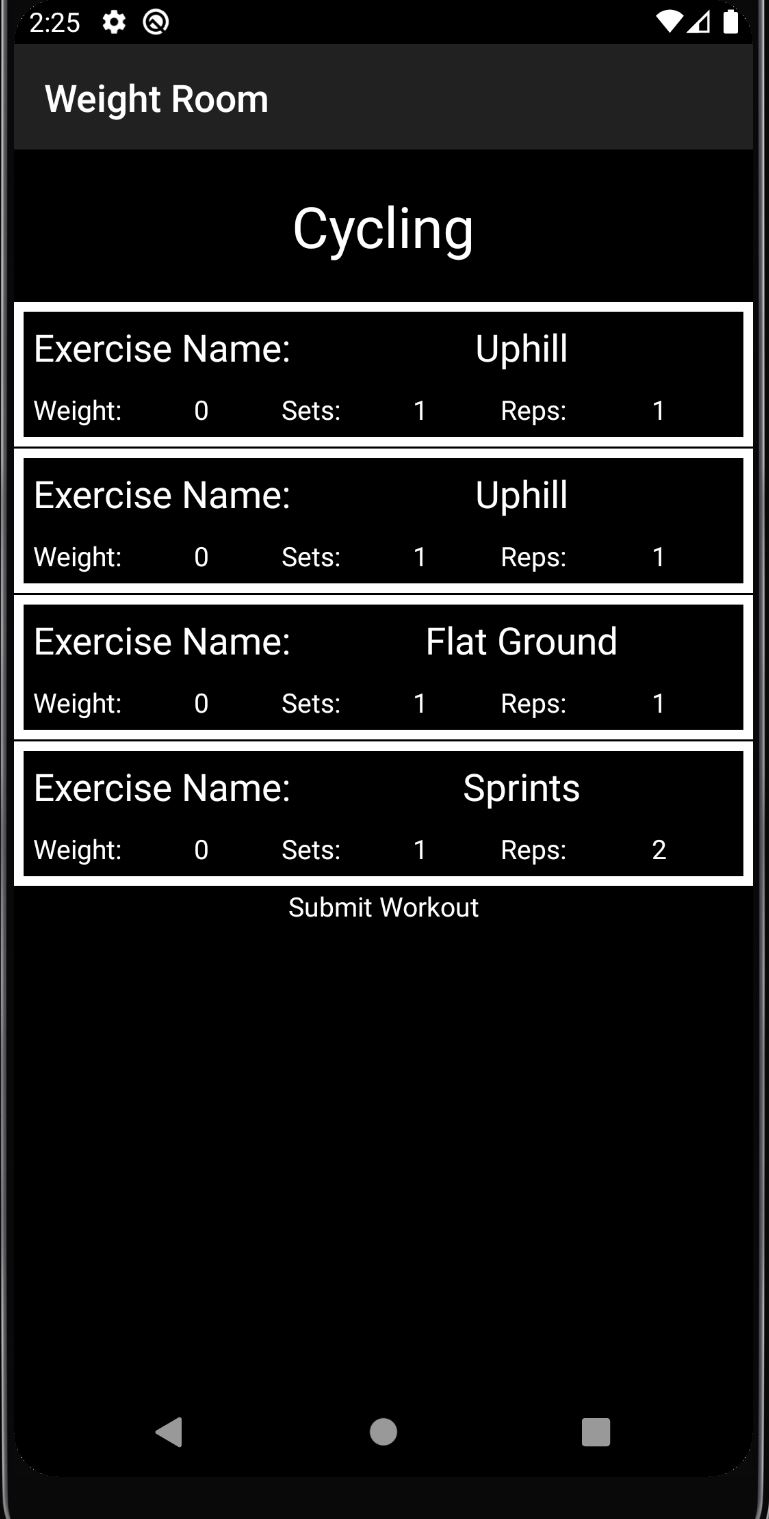 2:25
Weight Room
Cycling
Exercise Name: Uphill
Weight: 0 Sets: 1 Reps: 1
Exercise Name: Uphill
Weight: 0 Sets: 1 Reps: 1
Exercise Name: Flat Ground
Weight: 0 Sets: 1 Reps: 1
Exercise Name: Sprints
Weight: 0 Sets: 1 Reps: 2
Submit Workout